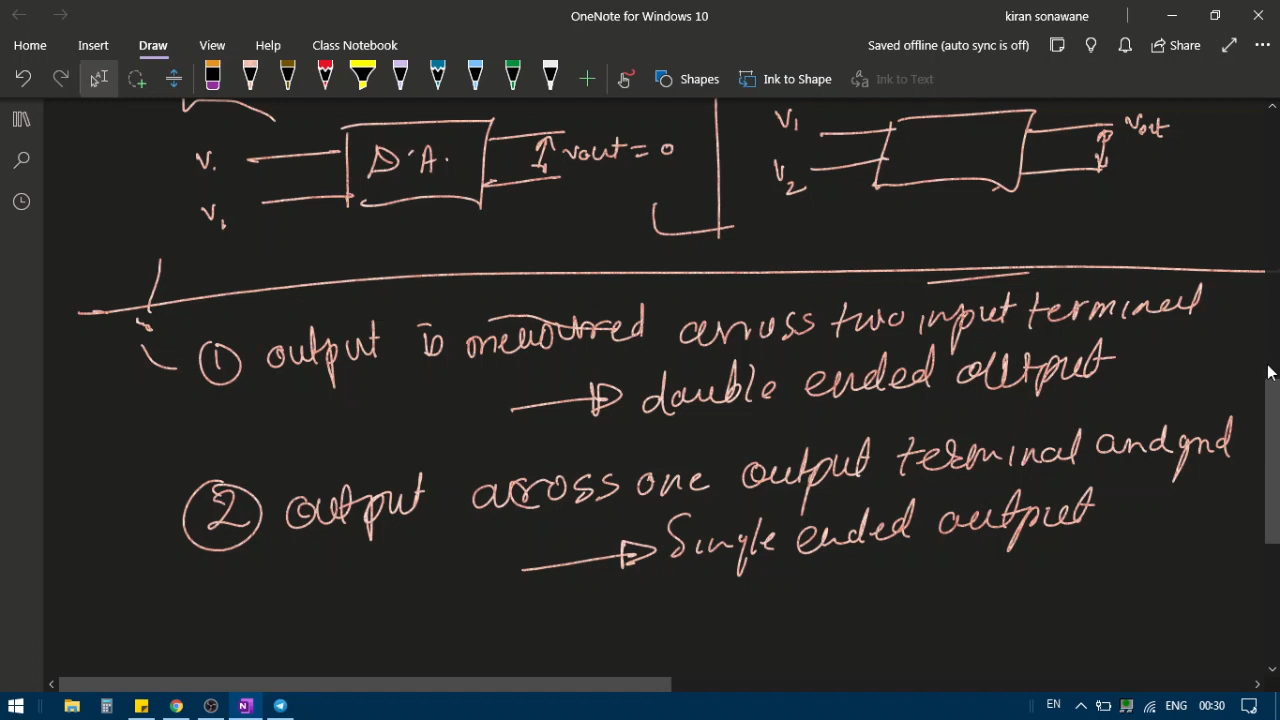 OneNote for Windows 10
kiran sonawane
Home
Insert
Draw
View
Help
Class Notebook
Saved offline (auto sync is off)
Share
Shapes
Ink to Shape
Ink to Text
V1
D.A.
Vout = 0
V1
V1
V2
Vout
1 output is measured across two input terminal
double ended output
2 output across one output terminal and gnd
Single ended output
EN
ENG
00:30